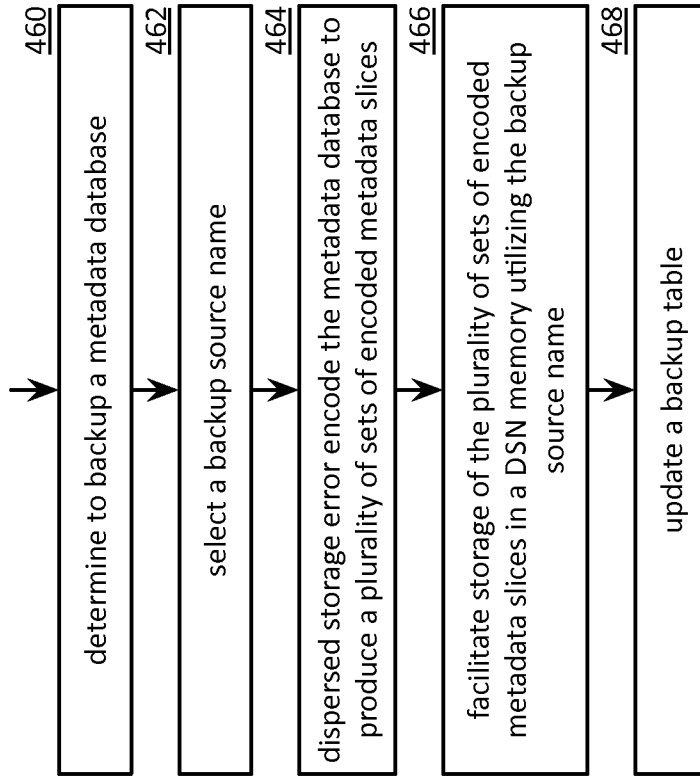 460
determine to backup a metadata database
462
select a backup source name
464
dispersed storage error encode the metadata database to
produce a plurality of sets of encoded metadata slices
466
facilitate storage of the plurality of sets of encoded
metadata slices in a DSN memory utilizing the backup
source name
468
update a backup table